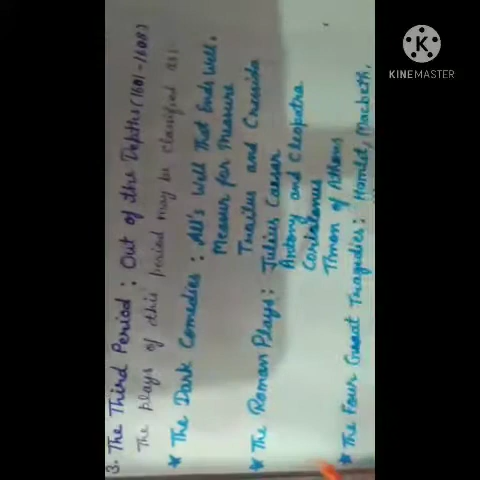 3. The Third Period : Out of the Depths (1601-1608)
The plays of this period may be classified as:
* The Dark Comedies : All's Well That Ends Well.
Measur for Measure
Troilus and Cressida
* The Roman Plays : Julius Caesar
Antony and Cleopatra
Coriolanus
Timon of Athens
* The Four Great Tragedies : Hamlet, Macbeth,
KINEMASTER